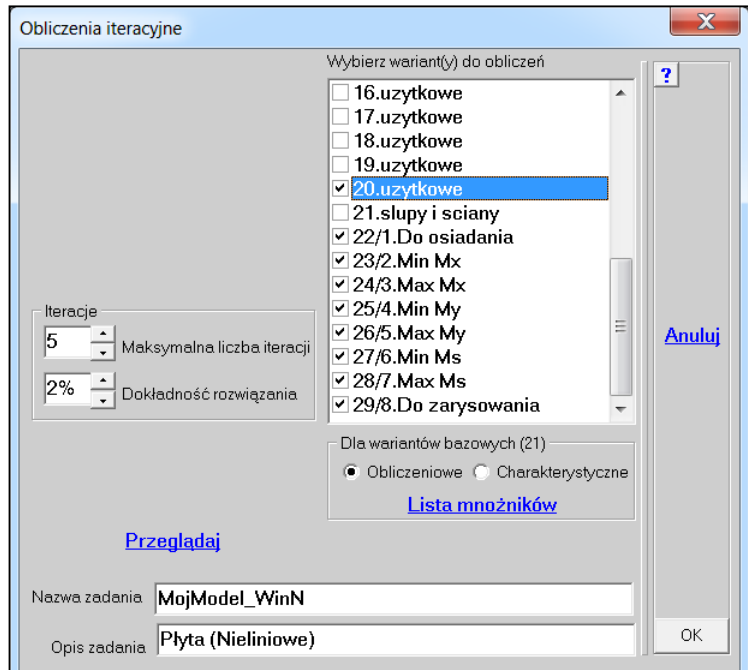 Obliczenia iteracyjne
X
Wybierz wariant(y) do obliczeń
?
16.uzytkowe
17.uzytkowe
18.uzytkowe
19.uzytkowe
20.uzytkowe
21.slupy i sciany
22/1.Do osiadania
23/2.Min Mx
24/3.Max Mx
25/4.Min My
26/5.Max My
27/6.Min Ms
28/7.Max Ms
29/8.Do zarysowania
Iteracje
5 Maksymalna liczba iteracji
2% Dokładność rozwiązania
Anuluj
Dla wariantów bazowych (21)
Obliczeniowe Charakterystyczne
Lista mnożników
Przeglądaj
Nazwa zadania MojModel_WinN
Opis zadania Płyta (Nieliniowe)
OK